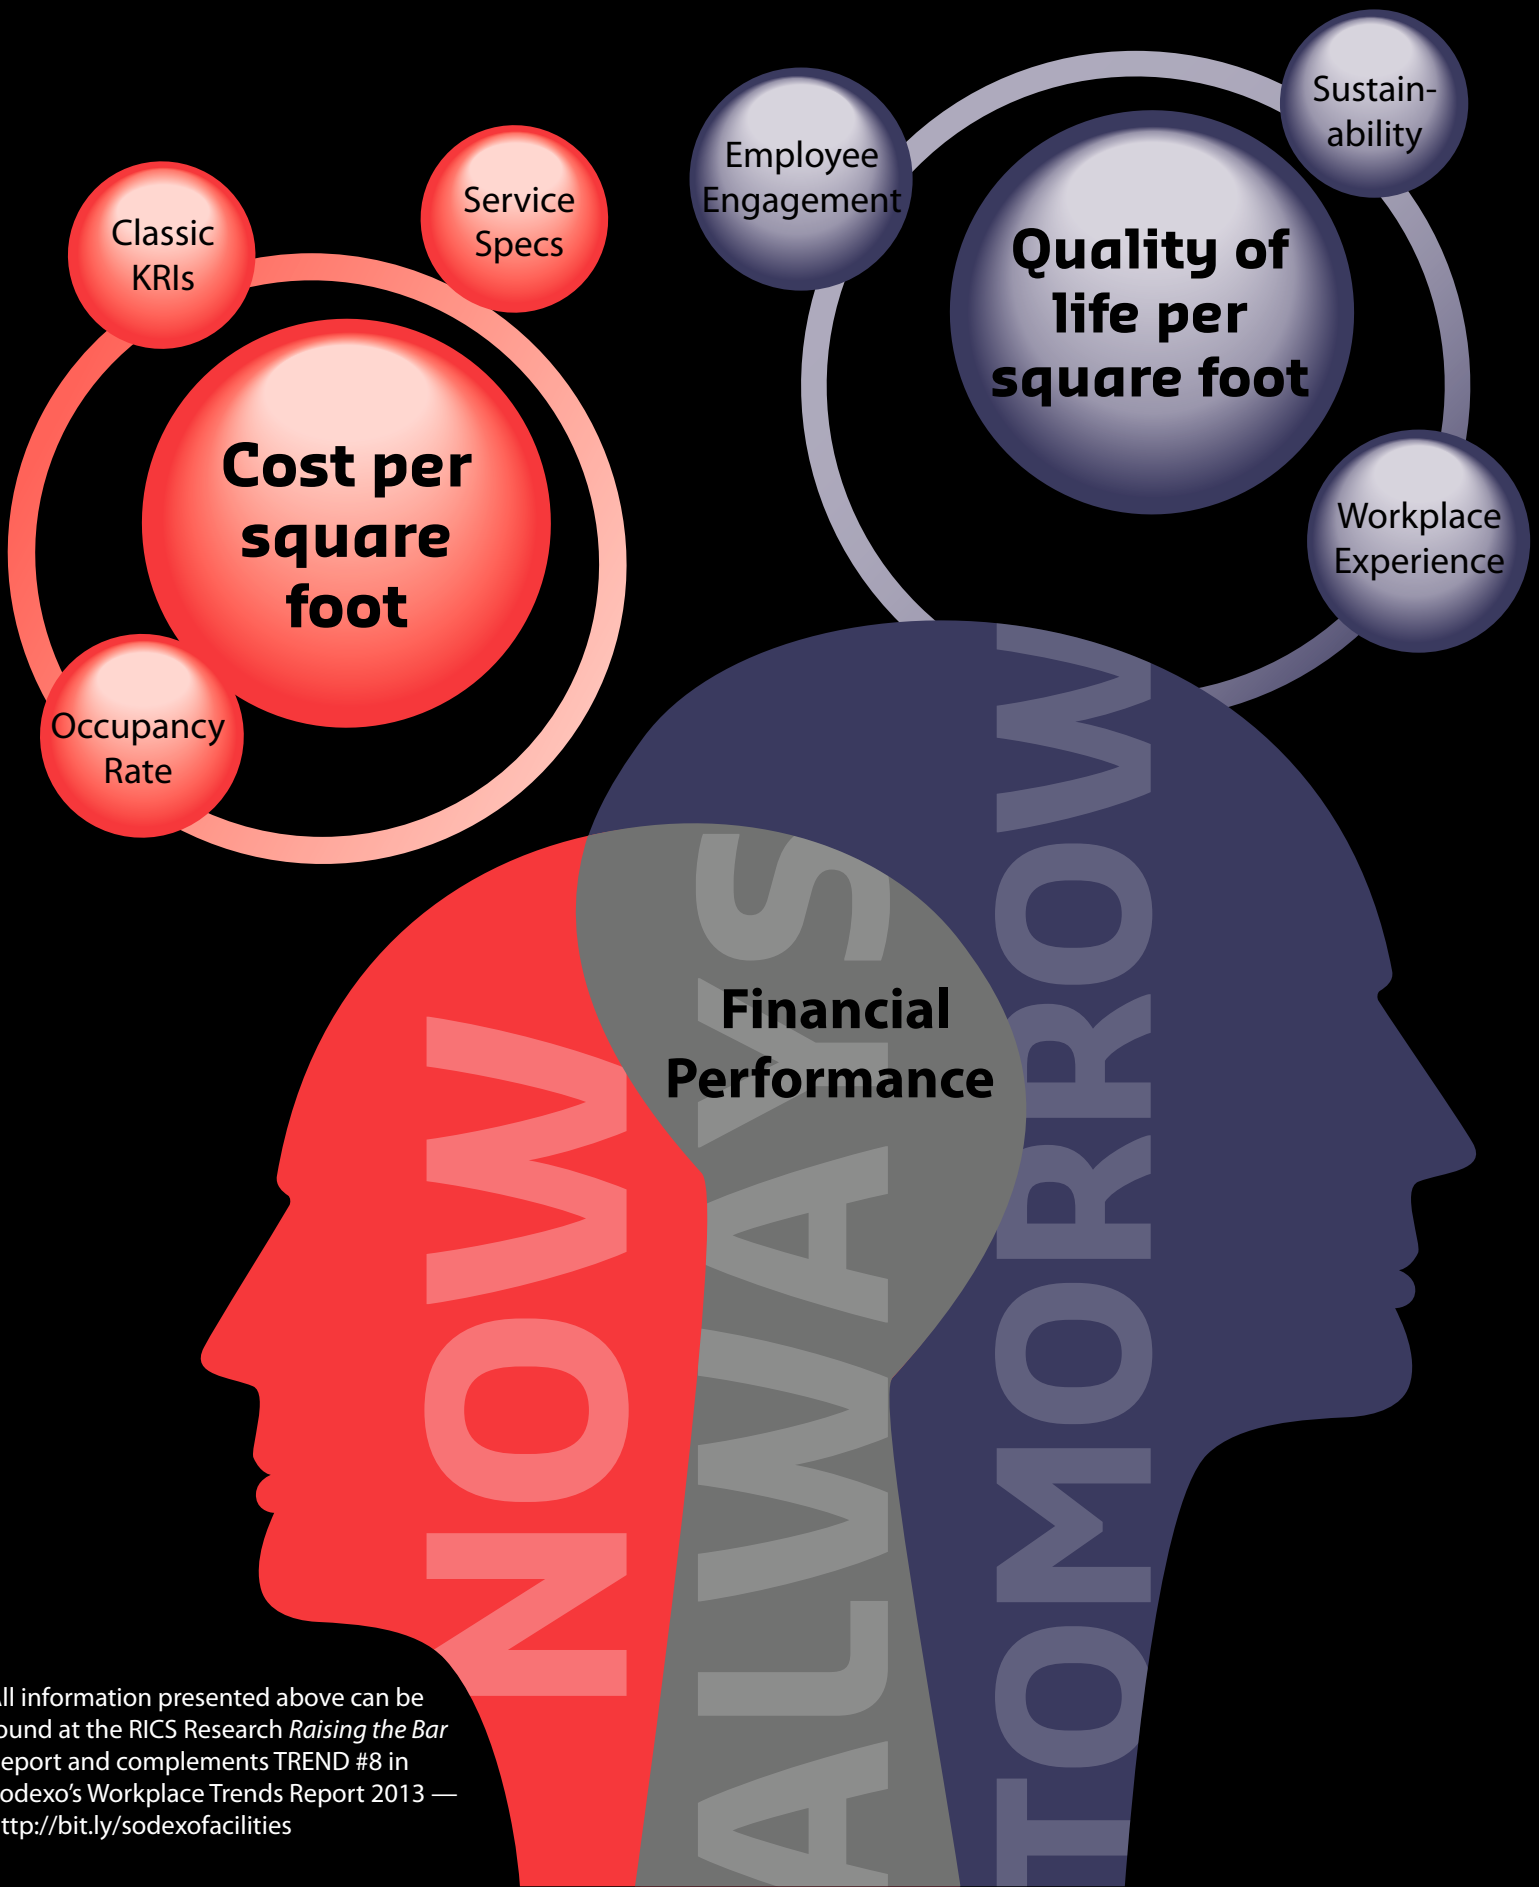 Classic
KRIs
Service
Specs
Cost per
square
foot
Occupancy
Rate
Employee
Engagement
Sustain-
ability
Quality of
life per
square foot
Workplace
Experience
NOW
ALWAYS
TOMORROW
Financial
Performance
ll information presented above can be
ound at the RICS Research Raising the Bar
eport and complements TREND #8 in
odexo's Workplace Trends Report 2013 —
ttp://bit.ly/sodexofacilities